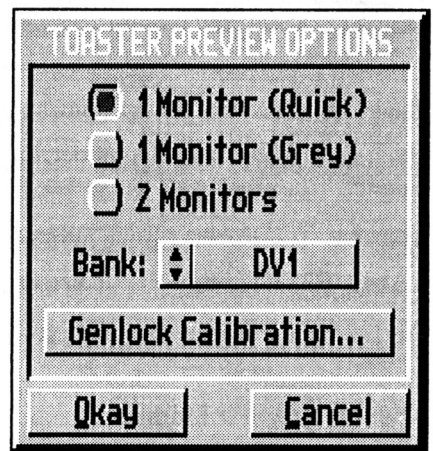 TOASTER PREVIEW OPTIONS
1 Monitor (Quick)
1 Monitor (Grey)
2 Monitors
Bank: DV1
Genlock Calibration...
Okay Cancel